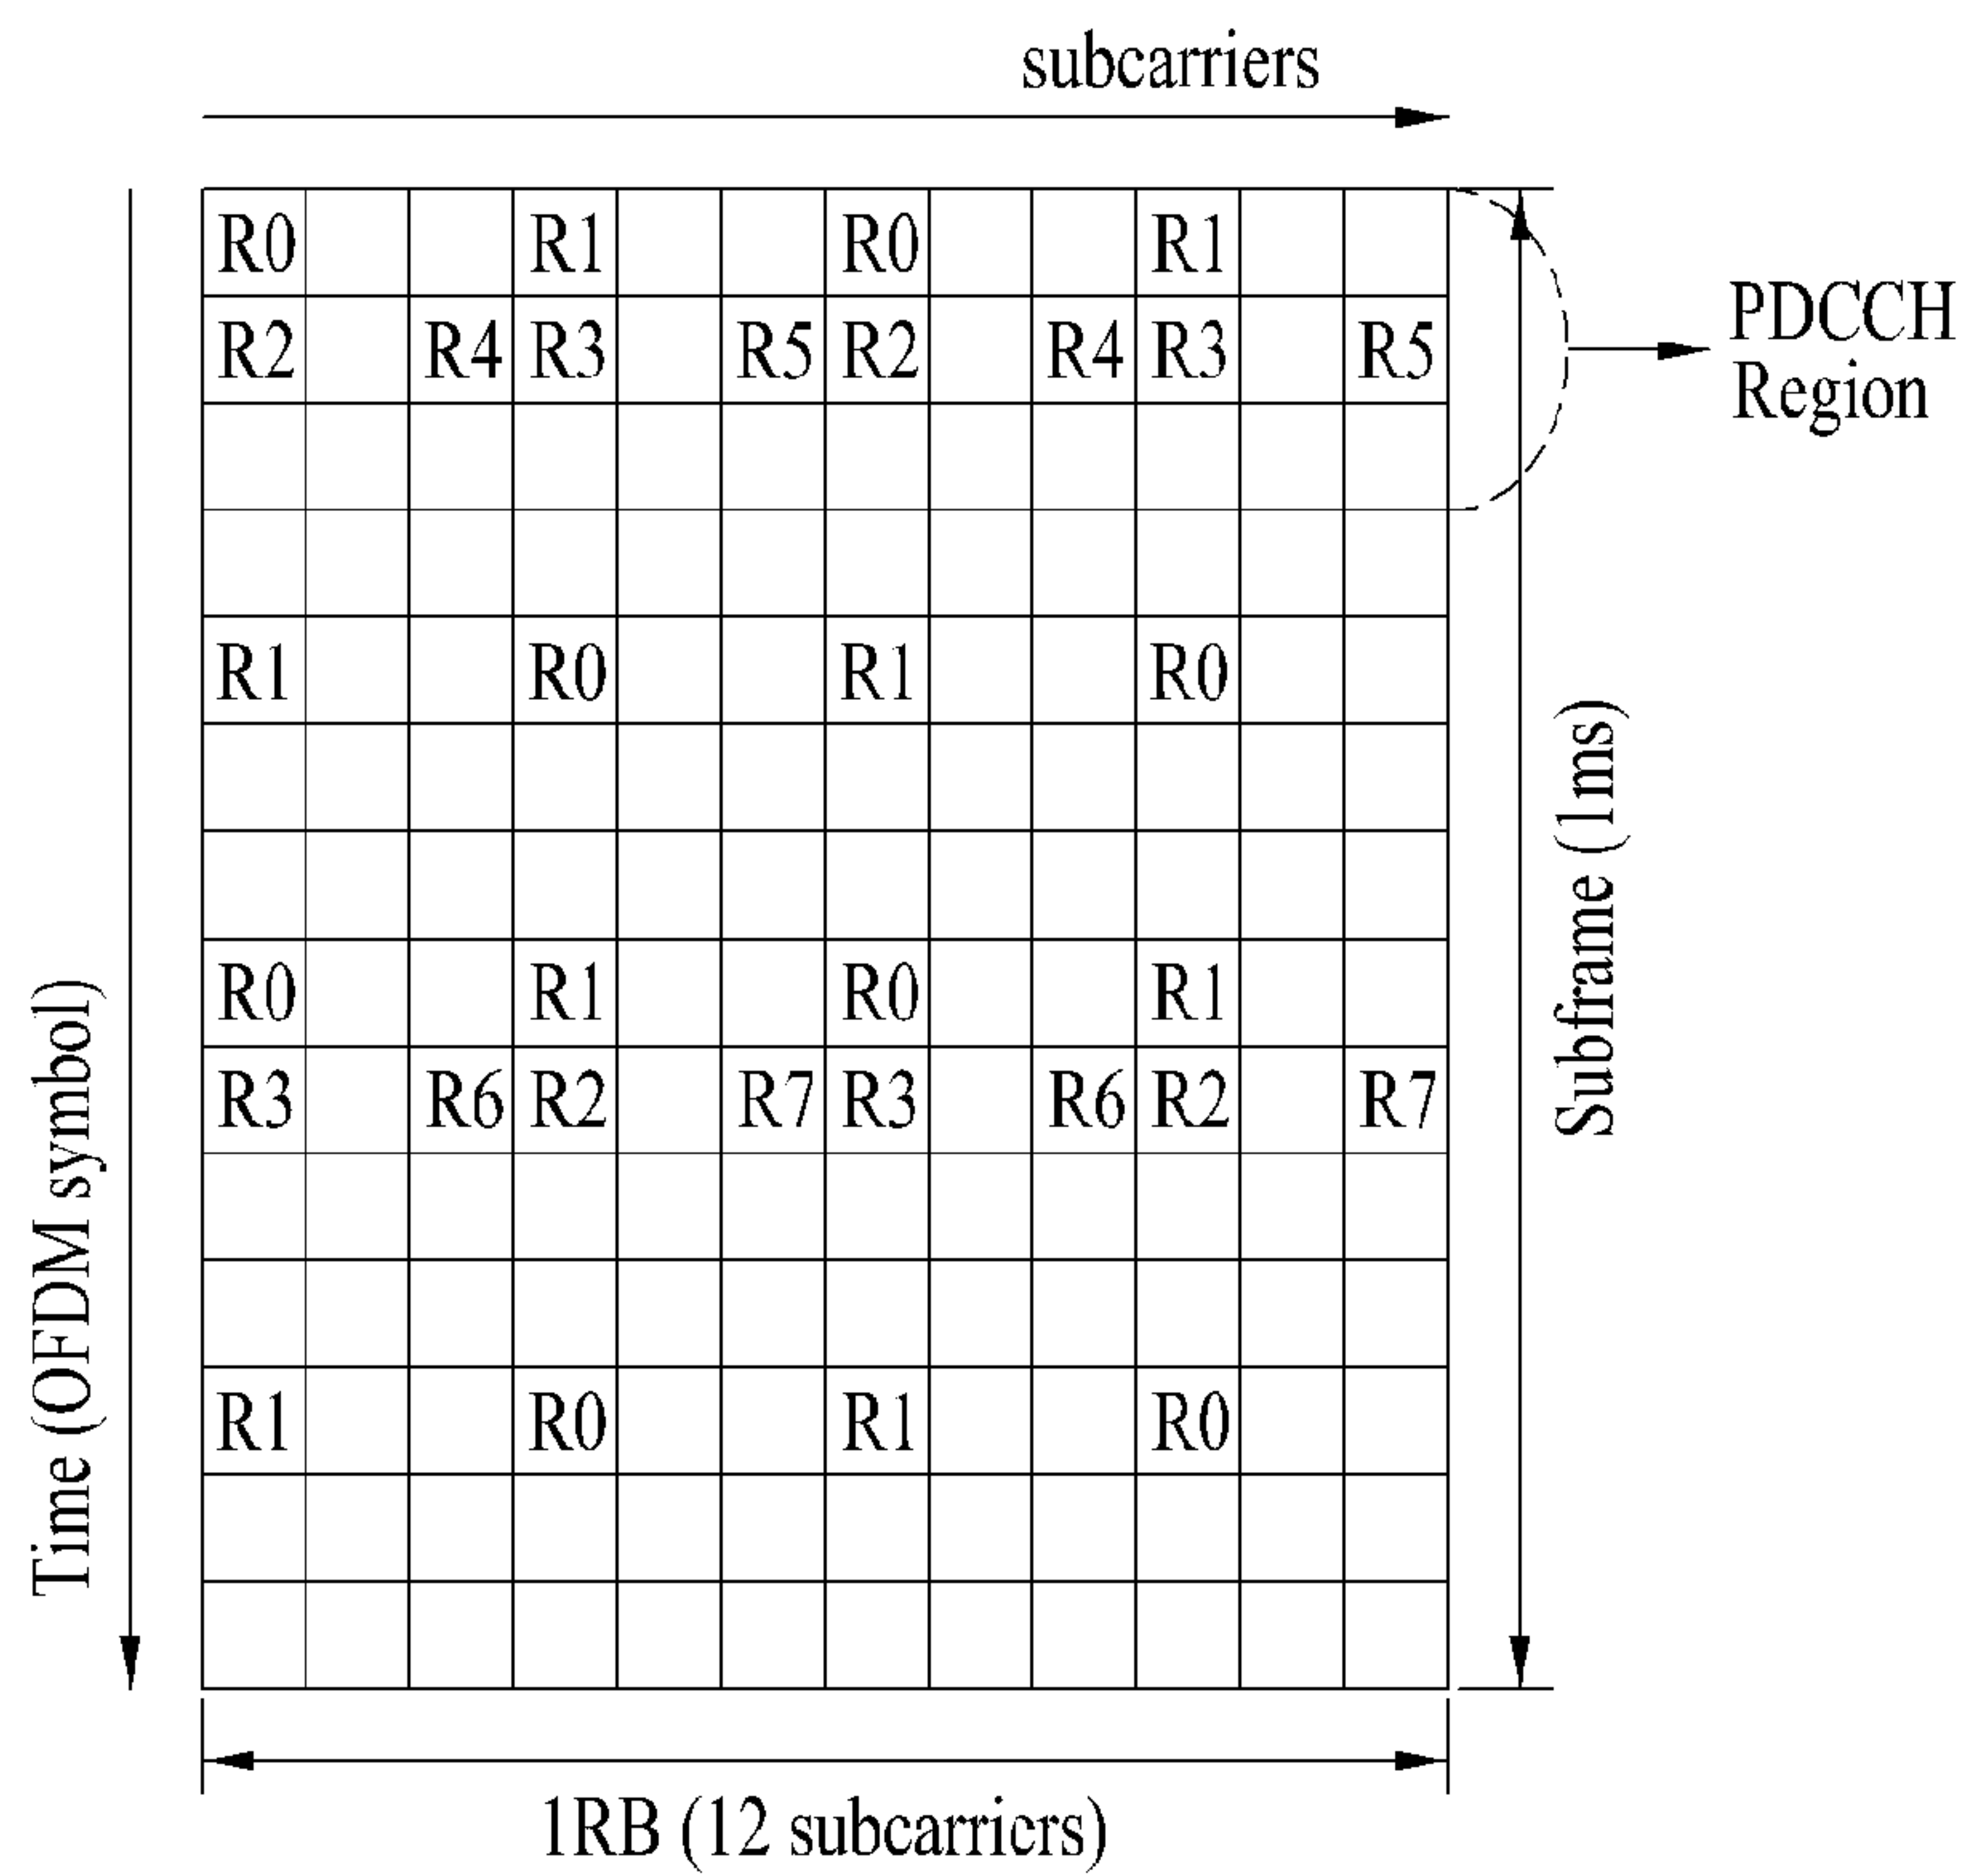 subcarriers
R0 R1 R0 R1
R2 R4 R3 R5 R2 R4 R3 R5
PDCCH
Region
R1 R0 R1 R0
R0 R1 R0 R1
R3 R6 R2 R7 R3 R6 R2 R7
R1 R0 R1 R0
Time (OFDM symbol)
Subframe (1ms)
1RB (12 subcarriers)